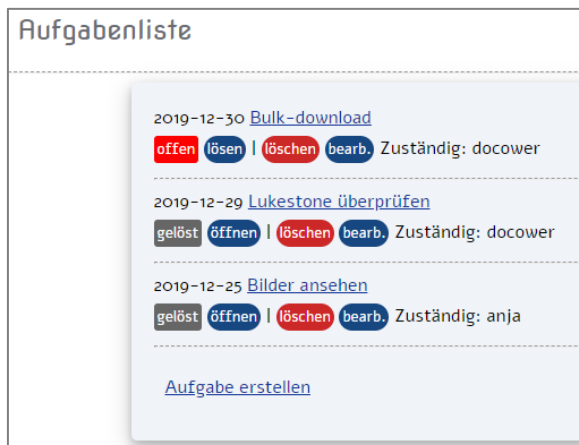 Aufgabenliste
2019-12-30 Bulk-download
offen lösen | löschen bearb. Zuständig: docower
2019-12-29 Lukestone überprüfen
gelöst öffnen | löschen bearb. Zuständig: docower
2019-12-25 Bilder ansehen
gelöst öffnen | löschen bearb. Zuständig: anja
Aufgabe erstellen